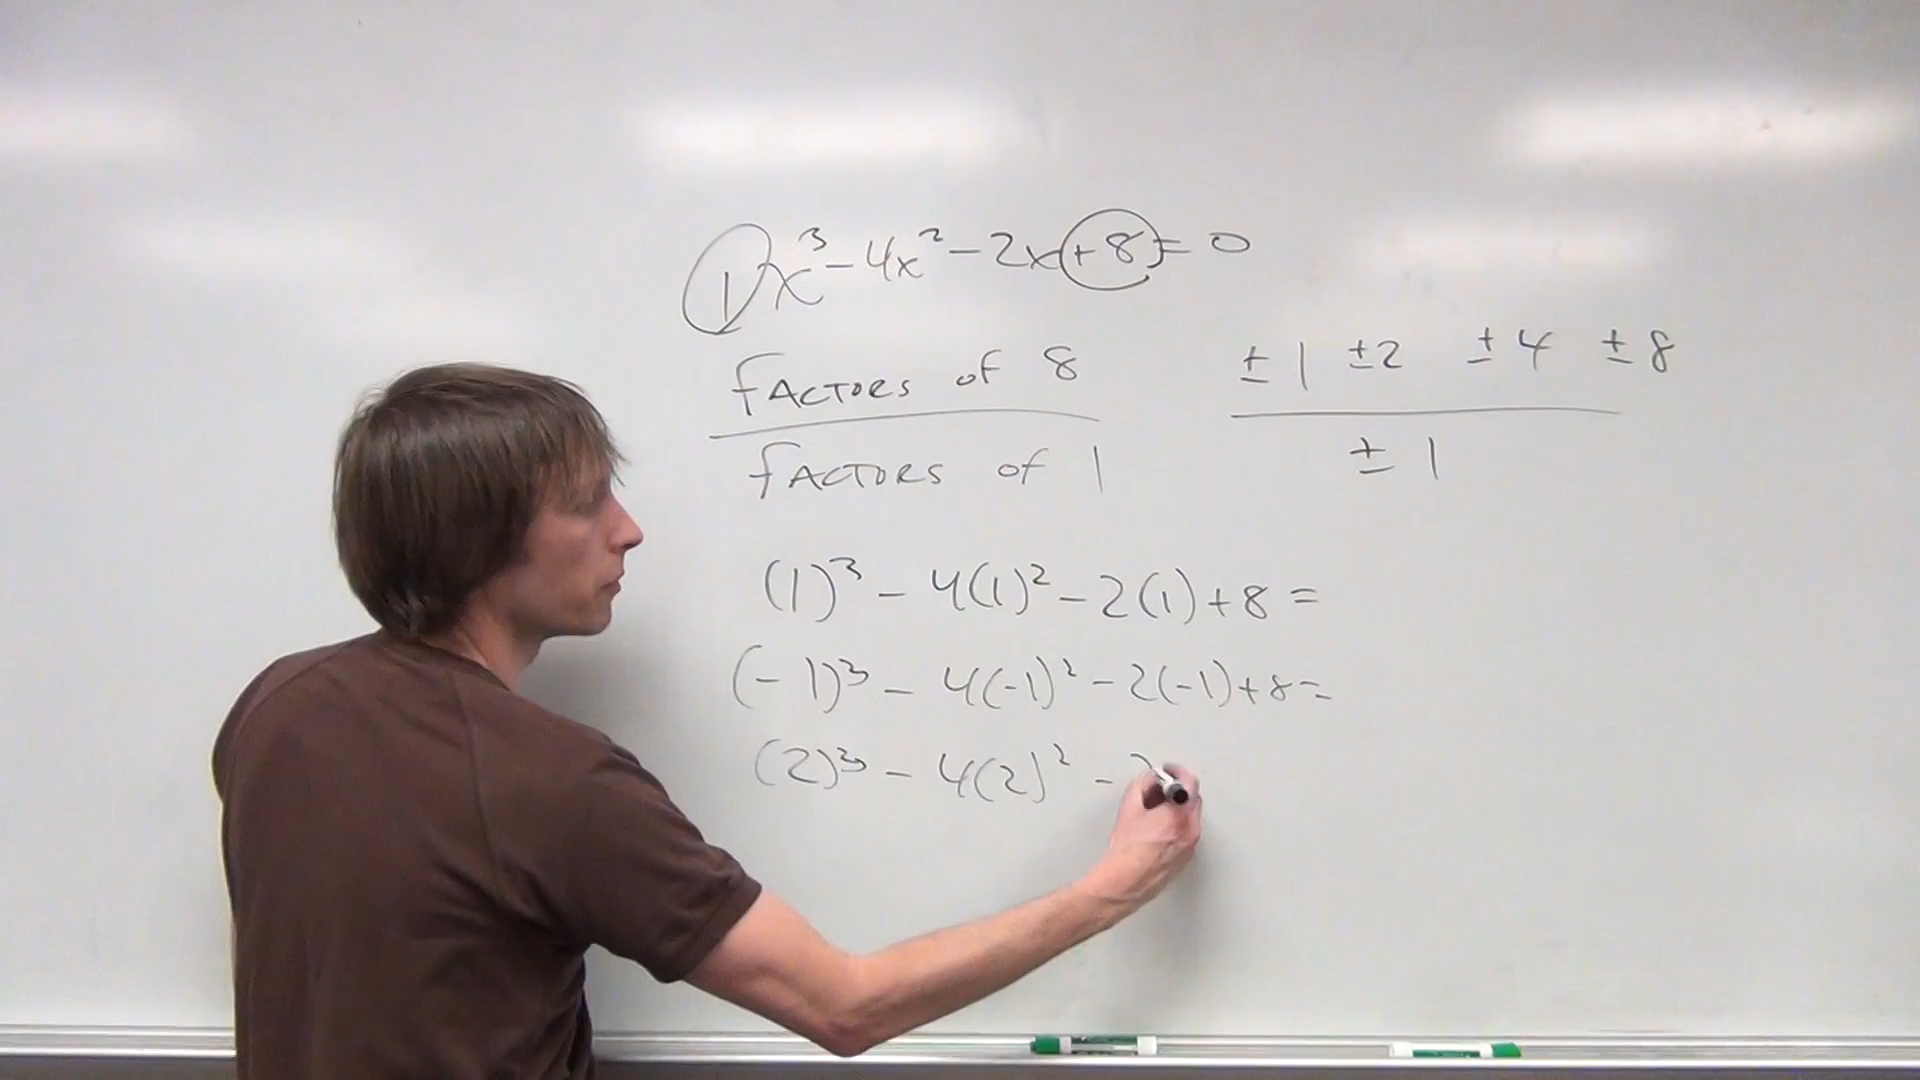 1x³ - 4x² - 2x + 8 = 0
FACTORS of 8
FACTORS of 1
± 1 ±2 ± 4 ± 8
± 1
(1)³ - 4(1)² - 2(1) + 8 =
(-1)³ - 4(-1)² - 2(-1) + 8 =
(2)³ - 4(2)² - 2